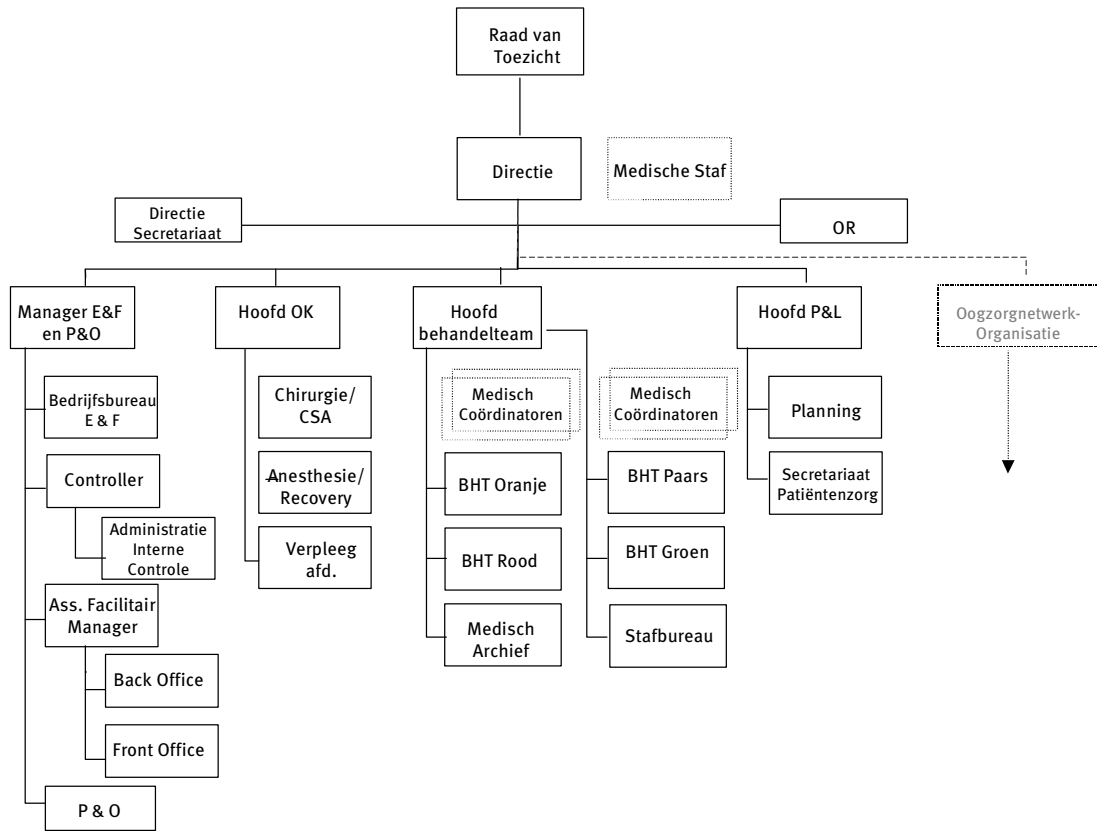 Raad van
Toezicht
Directie
Medische Staf
Directie
Secretariaat
OR
Manager E&F
en P&O
Hoofd OK
Hoofd
behandelteam
Hoofd P&L
Oogzorgnetwerk-
Organisatie
Bedrijfsbureau
E & F
Controller
Administratie
Interne
Controle
Ass. Facilitair
Manager
Back Office
Front Office
P & O
Chirurgie/
CSA
Anesthesie/
Recovery
Verpleeg
afd.
Medisch
Coördinatoren
BHT Oranje
BHT Rood
Medisch
Archief
Medisch
Coördinatoren
BHT Paars
BHT Groen
Stafbureau
Planning
Secretariaat
Patiëntenzorg